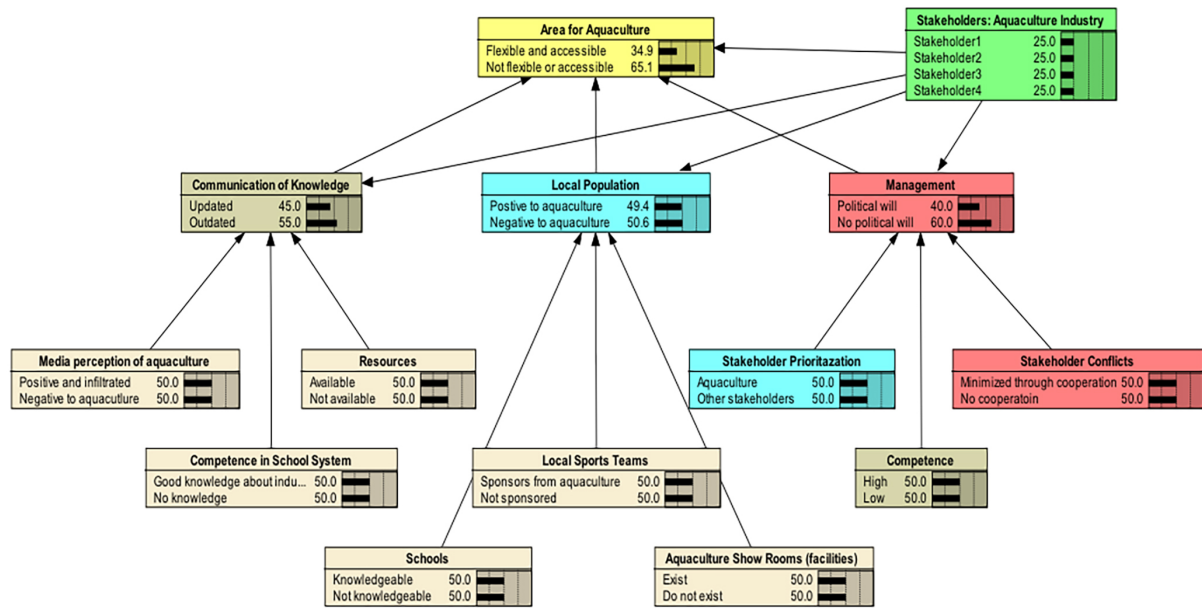 Area for Aquaculture
Flexible and accessible 34.9
Not flexible or accessible 65.1
Stakeholders: Aquaculture Industry
Stakeholder1 25.0
Stakeholder2 25.0
Stakeholder3 25.0
Stakeholder4 25.0
Communication of Knowledge
Updated 45.0
Outdated 55.0
Local Population
Postive to aquaculture 49.4
Negative to aquaculture 50.6
Management
Political will 40.0
No political will 60.0
Media perception of aquaculture
Positive and infiltrated 50.0
Negative to aquacutlure 50.0
Resources
Available 50.0
Not available 50.0
Stakeholder Prioritazation
Aquaculture 50.0
Other stakeholders 50.0
Stakeholder Conflicts
Minimized through cooperation 50.0
No cooperatoin 50.0
Competence in School System
Good knowledge about indu... 50.0
No knowledge 50.0
Local Sports Teams
Sponsors from aquaculture 50.0
Not sponsored 50.0
Competence
High 50.0
Low 50.0
Schools
Knowledgeable 50.0
Not knowledgeable 50.0
Aquaculture Show Rooms (facilities)
Exist 50.0
Do not exist 50.0